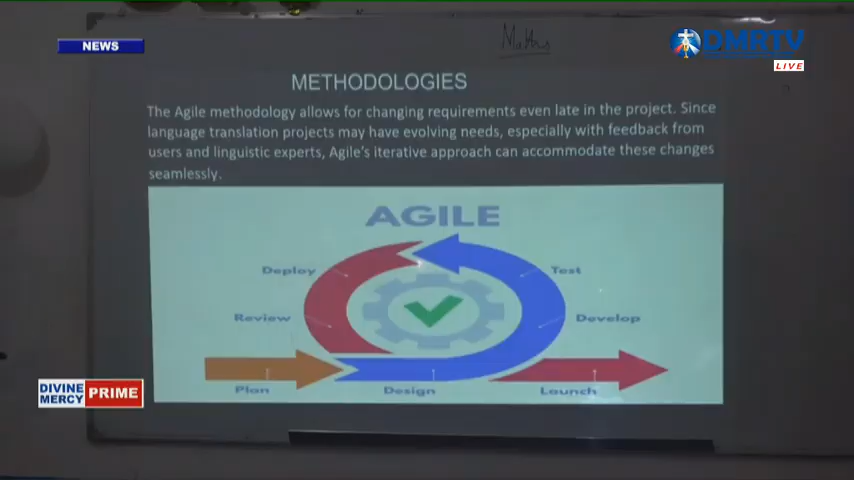 NEWS
DMRTV
LIVE
METHODOLOGIES
The Agile methodology allows for changing requirements even late in the project. Since
language translation projects may have evolving needs, especially with feedback from
users and linguistic experts, Agile's iterative approach can accommodate these changes
seamlessly.
AGILE
Deploy
Test
Review
Develop
Plan
Design
Launch
DIVINE
MERCY
PRIME